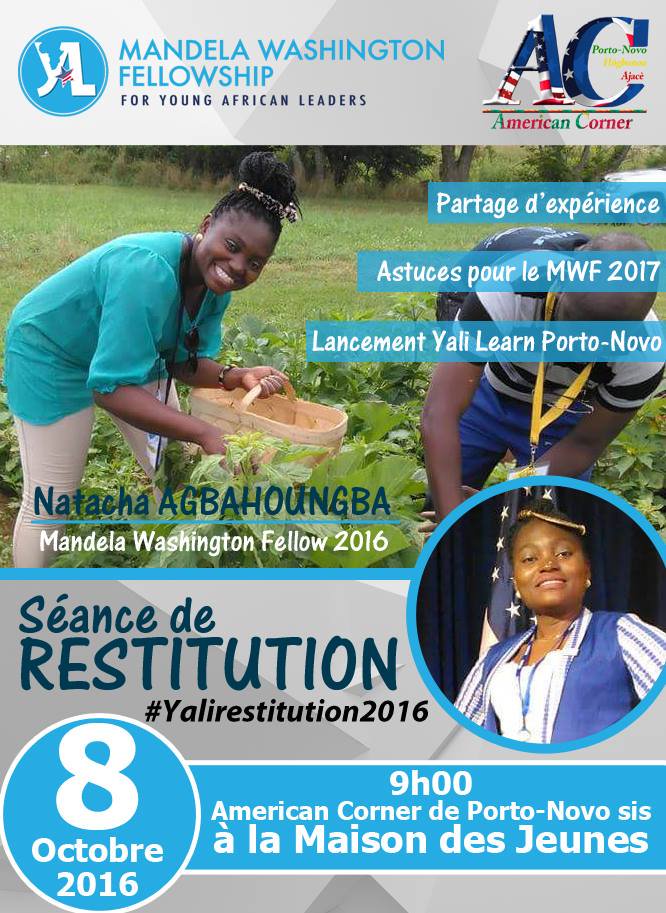 MANDELA WASHINGTON
FELLOWSHIP
FOR YOUNG AFRICAN LEADERS
AC
Porto-Novo
Hogbonou
Ajacè
American Corner
Partage d'expérience
Astuces pour le MWF 2017
Lancement Yali Learn Porto-Novo
Natacha AGBAHOUNGBA
Mandela Washington Fellow 2016
Séance de
RESTITUTION
#Yalirestitution2016
8
Octobre
2016
9h00
American Corner de Porto-Novo sis
à la Maison des Jeunes